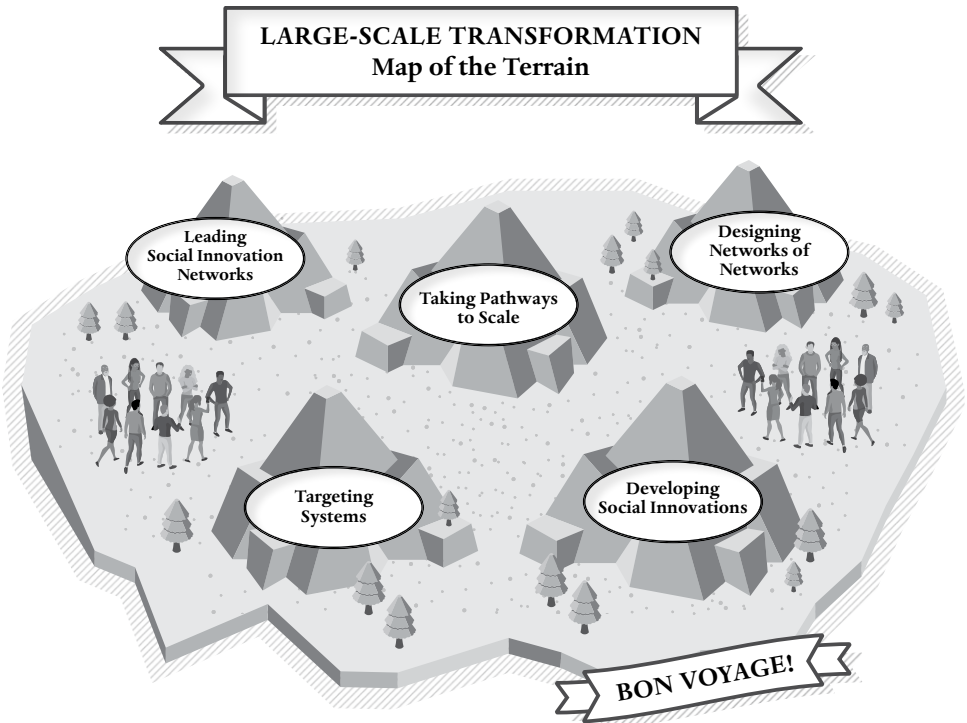 LARGE-SCALE TRANSFORMATION
Map of the Terrain
Leading
Social Innovation
Networks
Taking Pathways
to Scale
Designing
Networks of
Networks
Targeting
Systems
Developing
Social Innovations
BON VOYAGE!